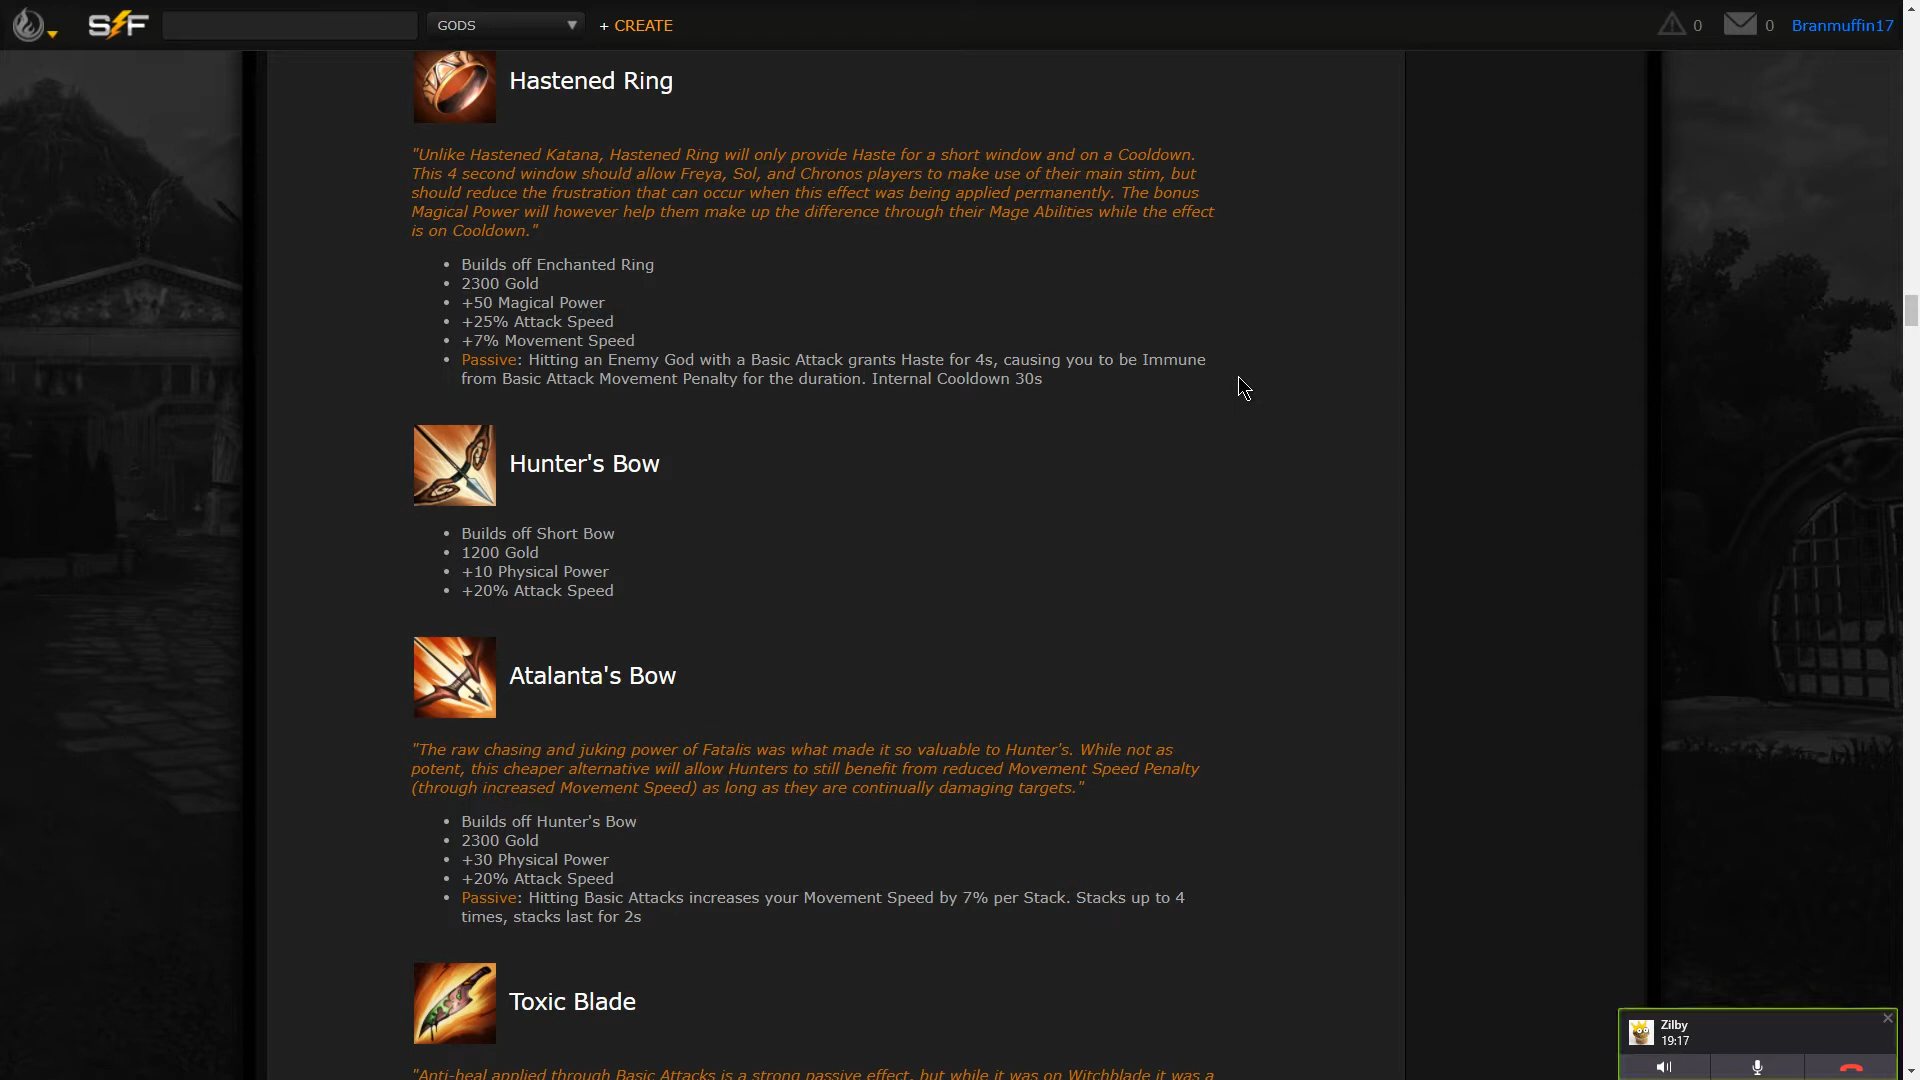 SF
GODS
+ CREATE
0
0
Branmuffin17
Hastened Ring
"Unlike Hastened Katana, Hastened Ring will only provide Haste for a short window and on a Cooldown.
This 4 second window should allow Freya, Sol, and Chronos players to make use of their main stim, but
should reduce the frustration that can occur when this effect was being applied permanently. The bonus
Magical Power will however help them make up the difference through their Mage Abilities while the effect
is on Cooldown."
• Builds off Enchanted Ring
• 2300 Gold
• +50 Magical Power
• +25% Attack Speed
• +7% Movement Speed
• Passive: Hitting an Enemy God with a Basic Attack grants Haste for 4s, causing you to be Immune
from Basic Attack Movement Penalty for the duration. Internal Cooldown 30s
Hunter's Bow
• Builds off Short Bow
• 1200 Gold
• +10 Physical Power
• +20% Attack Speed
Atalanta's Bow
"The raw chasing and juking power of Fatalis was what made it so valuable to Hunter's. While not as
potent, this cheaper alternative will allow Hunters to still benefit from reduced Movement Speed Penalty
(through increased Movement Speed) as long as they are continually damaging targets."
• Builds off Hunter's Bow
• 2300 Gold
• +30 Physical Power
• +20% Attack Speed
• Passive: Hitting Basic Attacks increases your Movement Speed by 7% per Stack. Stacks up to 4
times, stacks last for 2s
Toxic Blade
"Anti-heal applied through Basic Attacks is a strong passive effect, but while it was on Witchblade it was a
Zilby
19:17